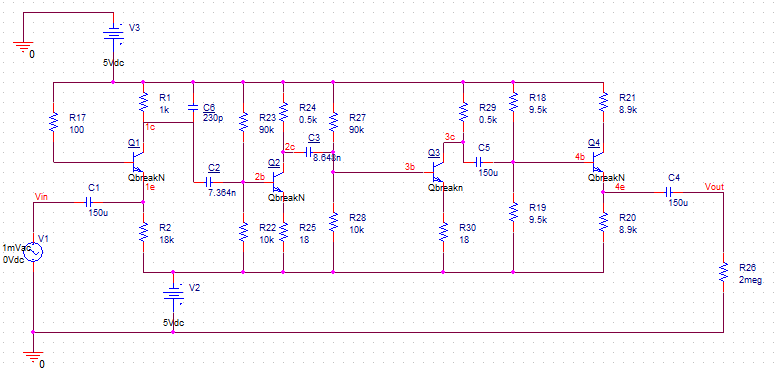 V3
0
5Vdc
R17
100
R1
1k
C6
230p
R23
90k
R24
0.5k
R27
90k
R29
0.5k
R18
9.5k
R21
8.9k
1c
Q1
QbreakN
1e
C2
7.364n
2b
2c
Q2
QbreakN
C3
8.648n
3b
3c
Q3
Qbreakn
C5
150u
4b
Q4
QbreakN
4e
C4
150u
Vout
Vin
C1
150u
R2
18k
R22
10k
R25
18
R28
10k
R30
18
R19
9.5k
R20
8.9k
V1
1mVac
0Vdc
V2
5Vdc
R26
2meg
0